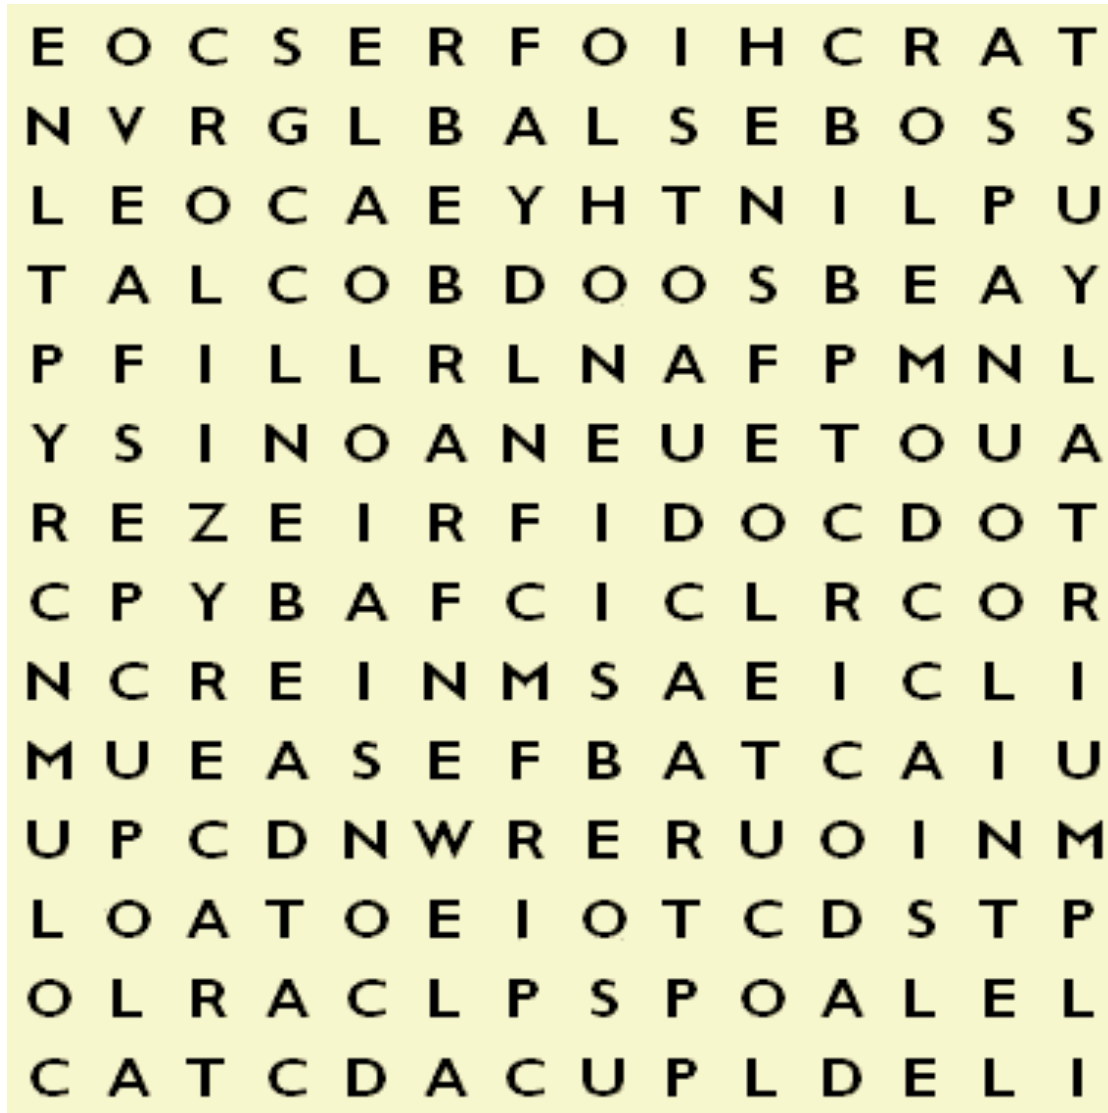 E O C S E R F O I H C R A T
N V R G L B A L S E B O S S
L E O C A E Y H T N I L P U
T A L C O B D O O S B E A Y
P F I L L R L N A F P M N L
Y S I N O A N E U E T O U A
R E Z E I R F I D O C D O T
C P Y B A F C I C L R C O R
N C R E I N M S A E I C L I
M U E A S E F B A T C A I U
U P C D N W R E R U O I N M
L O A T O E I O T C D S T P
O L R A C L P S P O A L E L
C A T C D A C U P L D E L I